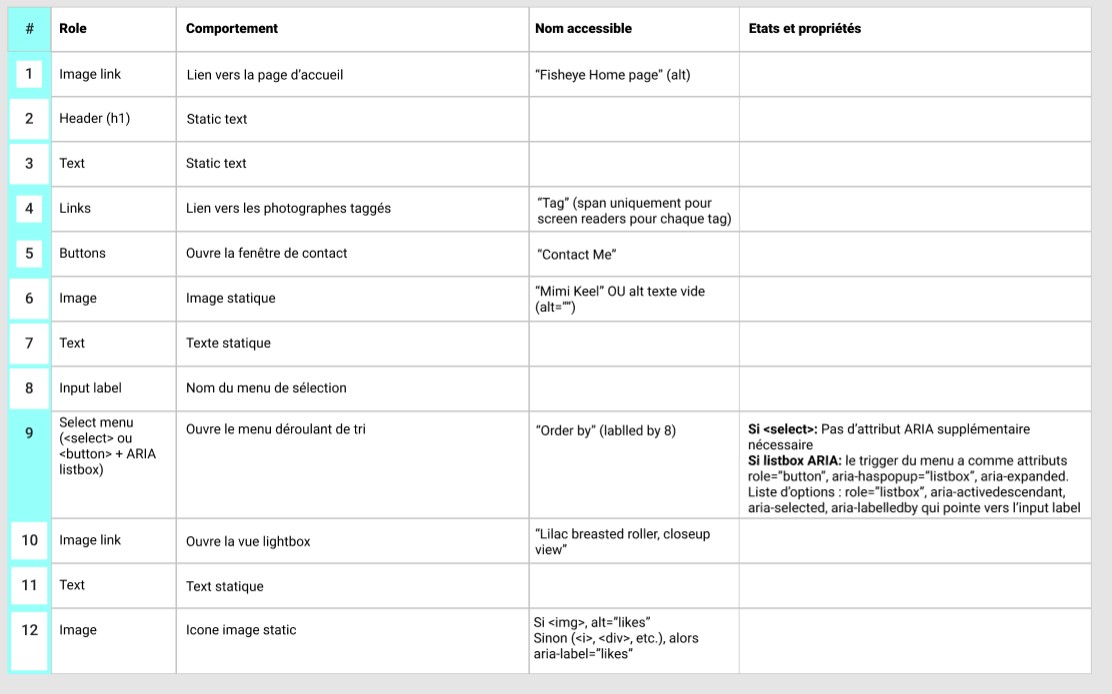 # Role Comportement Nom accessible Etats et propriétés
1 Image link Lien vers la page d’accueil “Fisheye Home page” (alt)
2 Header (h1) Static text
3 Text Static text
4 Links Lien vers les photographes taggés “Tag” (span uniquement pour
screen readers pour chaque tag)
5 Buttons Ouvre la fenêtre de contact “Contact Me”
6 Image Image statique “Mimi Keel” OU alt texte vide
(alt=””)
7 Text Texte statique
8 Input label Nom du menu de sélection
9 Select menu
(<select> ou
<button> + ARIA
listbox)
Ouvre le menu déroulant de tri
“Order by” (lablled by 8)
Si <select>: Pas d’attribut ARIA supplémentaire
nécessaire
Si listbox ARIA: le trigger du menu a comme attributs
role=”button”, aria-haspopup=”listbox”, aria-expanded.
Liste d’options : role=”listbox”, aria-activedescendant,
aria-selected, aria-labelledby qui pointe vers l’input label
10 Image link Ouvre la vue lightbox “Lilac breasted roller, closeup
view”
11 Text Text statique
12 Image Icone image static Si <img>, alt=”likes”
Sinon (<i>, <div>, etc.), alors
aria-label=”likes”